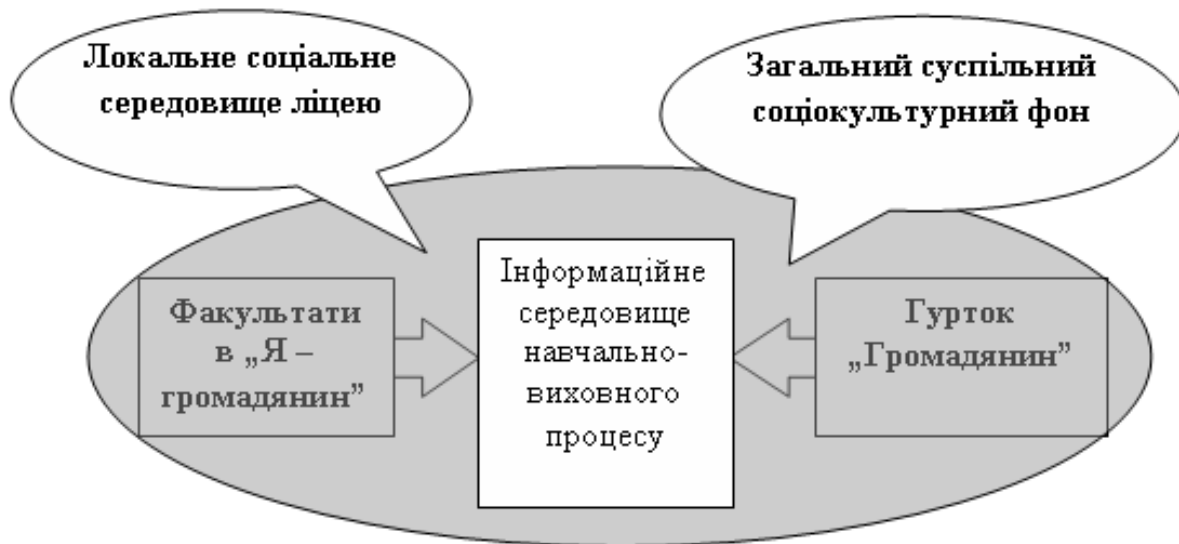 Локальне соціальне
середовище ліцею
Загальний суспільний
соціокультурний фон
Факультати
в „Я –
громадянин”
Інформаційне
середовище
навчально-
виховного
процесу
Гурток
„Громадянин”